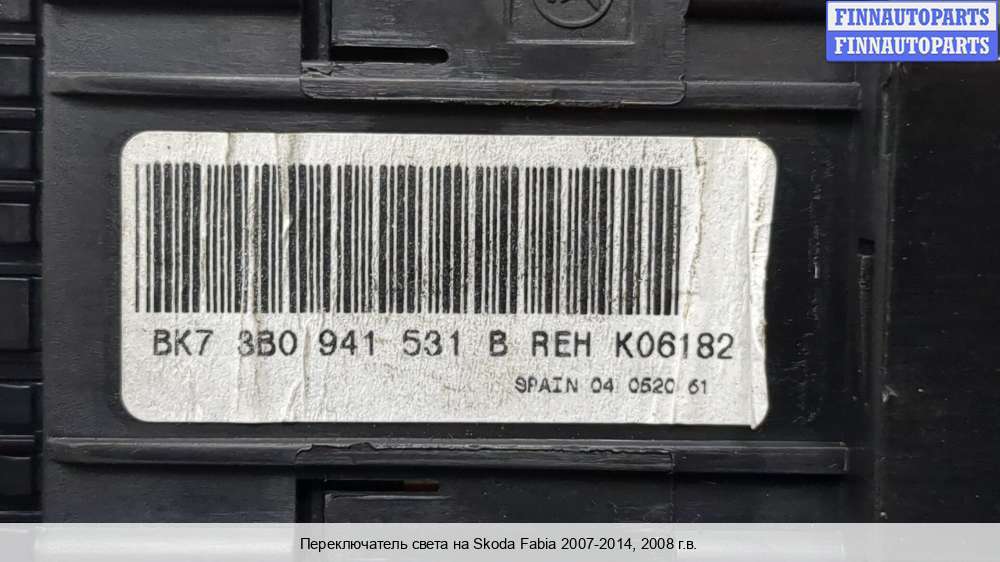 FINNAUTOPARTS
FINNAUTOPARTS
BK7 3B0 941 531 B REH K06182
SPAIN 04 0520 61
Переключатель света на Skoda Fabia 2007-2014, 2008 г.в.